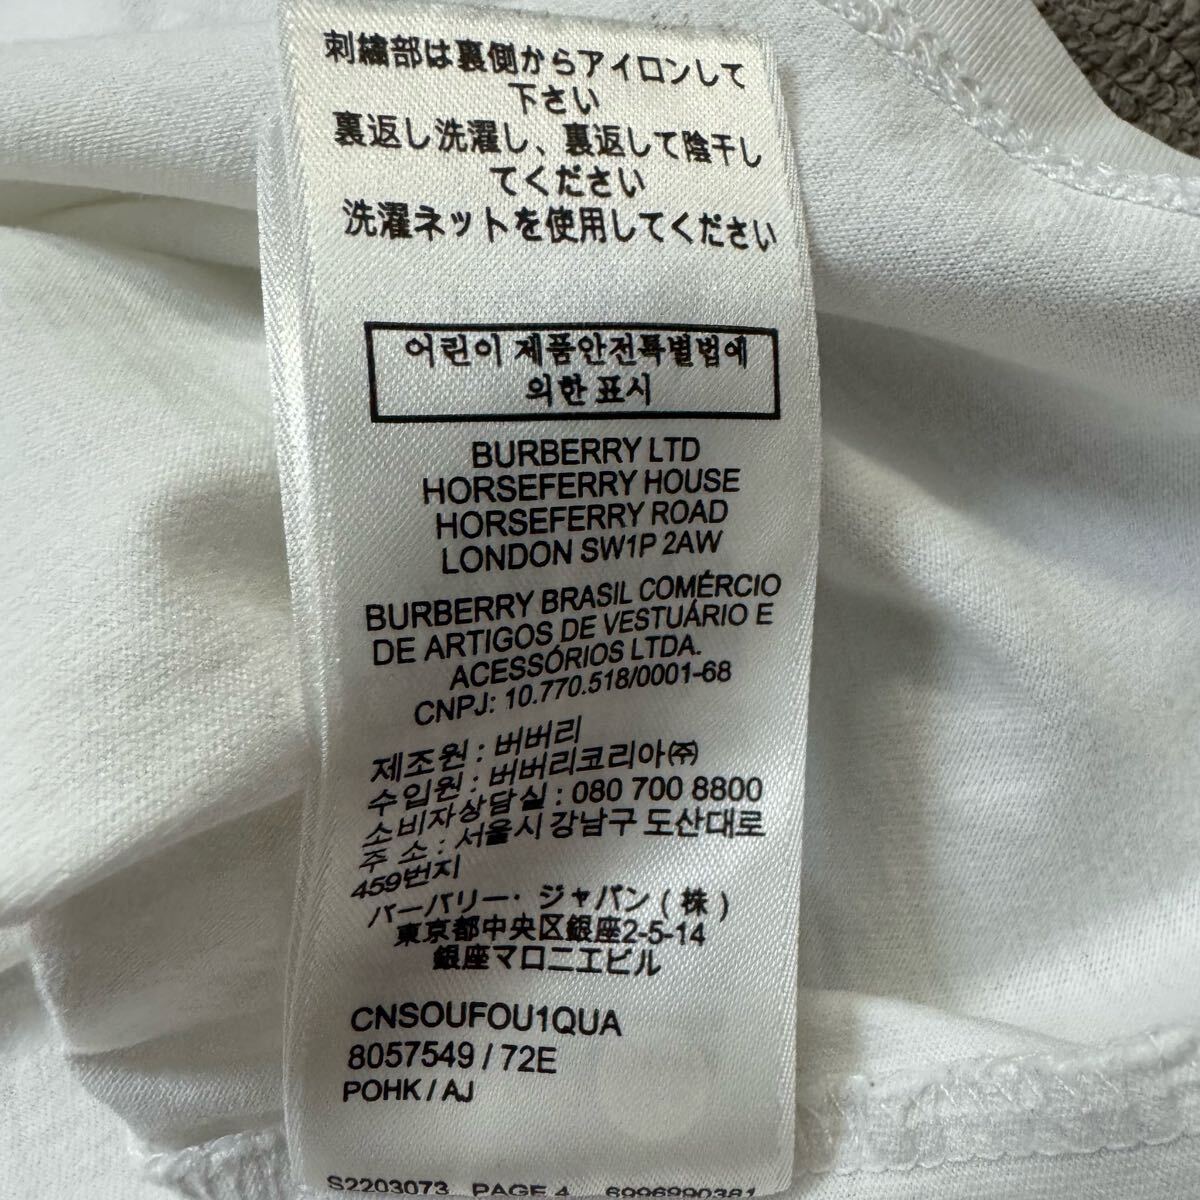 刺繍部は裏側からアイロンして
下さい
裏返し洗濯し、裏返して陰干し
てください
洗濯ネットを使用してください
어린이 제품안전특별법에
의한 표시
BURBERRY LTD
HORSEFERRY HOUSE
HORSEFERRY ROAD
LONDON SW1P 2AW
BURBERRY BRASIL COMÉRCIO
DE ARTIGOS DE VESTUÁRIO E
ACESSÓRIOS LTDA.
CNPJ: 10.770.518/0001-68
제조원 : 버버리
수입원 : 버버리코리아㈜
소비자상담실 : 080 700 8800
주 소 : 서울시 강남구 도산대로
459번지
バーバリー・ジャパン（株）
東京都中央区銀座2-5-14
銀座マロニエビル
CNSOUFOU1QUA
8057549 / 72E
POHK / AJ
S2203073 PAGE 4 6996990381